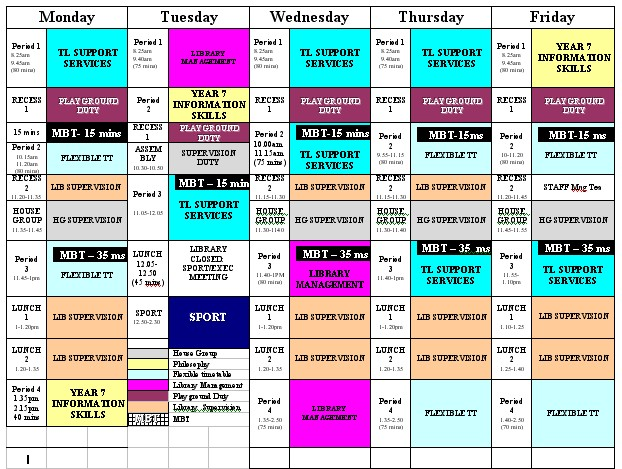 Monday Tuesday Wednesday Thursday Friday
Period 1
8.25am
9.45am
(80 mins)
TL SUPPORT
SERVICES
Period 1
8.25am
9.40am
(75 mins)
LIBRARY
MANAGEMENT
Period 1
8.25am
9.45am
(80 mins)
TL SUPPORT
SERVICES
Period 1
8.25am
9.40am
TL SUPPORT
SERVICES
Period 1
8.25am
9.45am
(80 mins)
YEAR 7
INFORMATION
SKILLS
RECESS
1
PLAYGROUND
DUTY
Period
2
YEAR 7
INFORMATION
SKILLS
RECESS
1
PLAYGROUND
DUTY
RECESS
1
PLAYGROUND
DUTY
RECESS
1
PLAYGROUND
DUTY
15 mins
MBT- 15 mins
RECESS
1
PLAYGROUND
DUTY
Period 2
10.00am
11.15am
(75 mins)
MBT-15 mins
TL SUPPORT
SERVICES
Period 2
9.55-11.15
(80mins)
MBT-15 ms
FLEXIBLE TT
Period 2
10-11.20
(80 mins)
MBT-15 ms
FLEXIBLE TT
Period 2
10.15am
11.20am
(80 mins)
FLEXIBLE TT
ASSEM
BLY
10.30-10.50
SUPERVISION
DUTY
RECESS
2
11.20-11.35
LIB SUPERVISION
Period 3
11.05-12.05
MBT – 15 min
TL SUPPORT
SERVICES
RECESS
2
11.15-11.30
LIB SUPERVISION
RECESS
2
11.15-11.30
LIB SUPERVISION
RECESS
2
11.20-11.45
STAFF Mng Tea
HOUSE
GROUP
11.35-11.45
HG SUPERVISION
HOUSE
GROUP
11.30-1140
HG SUPERVISION
HOUSE
GROUP
11.30-11.40
HG SUPERVISION
HOUSE
GROUP
11.45-11.55
HG SUPERVISION
Period
3
11.45-1pm
MBT – 35 ms
FLEXIBLE TT
LUNCH
12.05-
12.50
(45 mins)
LIBRARY
CLOSED:
SPORT/EXEC
MEETING
Period
3
11.40-1PM
(80 mins)
MBT – 35 ms
LIBRARY
MANAGEMENT
Period
3
11.40-1pm
MBT – 35 ms
TL SUPPORT
SERVICES
Period
3
11.55-
1.10pm
MBT – 35 ms
TL SUPPORT
SERVICES
LUNCH
1
1-1.20pm
LIB SUPERVISION
SPORT
12.50-2.30
SPORT
LUNCH
1
1-1.20pm
LIB SUPERVISION
LUNCH
1
1-1.20pm
LIB SUPERVISION
LUNCH
1
1.10-1.25
LIB SUPERVISION
LUNCH
2
1.20-1.35
LIB SUPERVISION
House Group
Philosophy
Flexible timetable
Library Management
Playground Duty
Library Supervision
MBT
LUNCH
2
1.20-1.35
LIB SUPERVISION
LUNCH
2
1.20-1.35
LIB SUPERVISION
LUNCH
2
1.25-1.40
LIB SUPERVISION
Period 4
1.35pm
2.15pm
40 mins
YEAR 7
INFORMATION
SKILLS
Period
4
1.35-2.50
(75 mins)
LIBRARY
MANAGEMENT
Period
4
1.35-2.50
(75 mins)
FLEXIBLE TT
Period
4
1.40-2.50
(70 mins)
FLEXIBLE TT